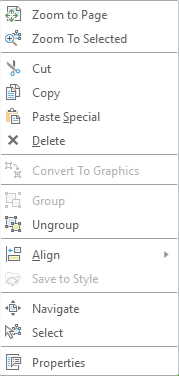 Zoom to Page
Zoom To Selected
Cut
Copy
Paste Special
Delete
Convert To Graphics
Group
Ungroup
Align
Save to Style
Navigate
Select
Properties